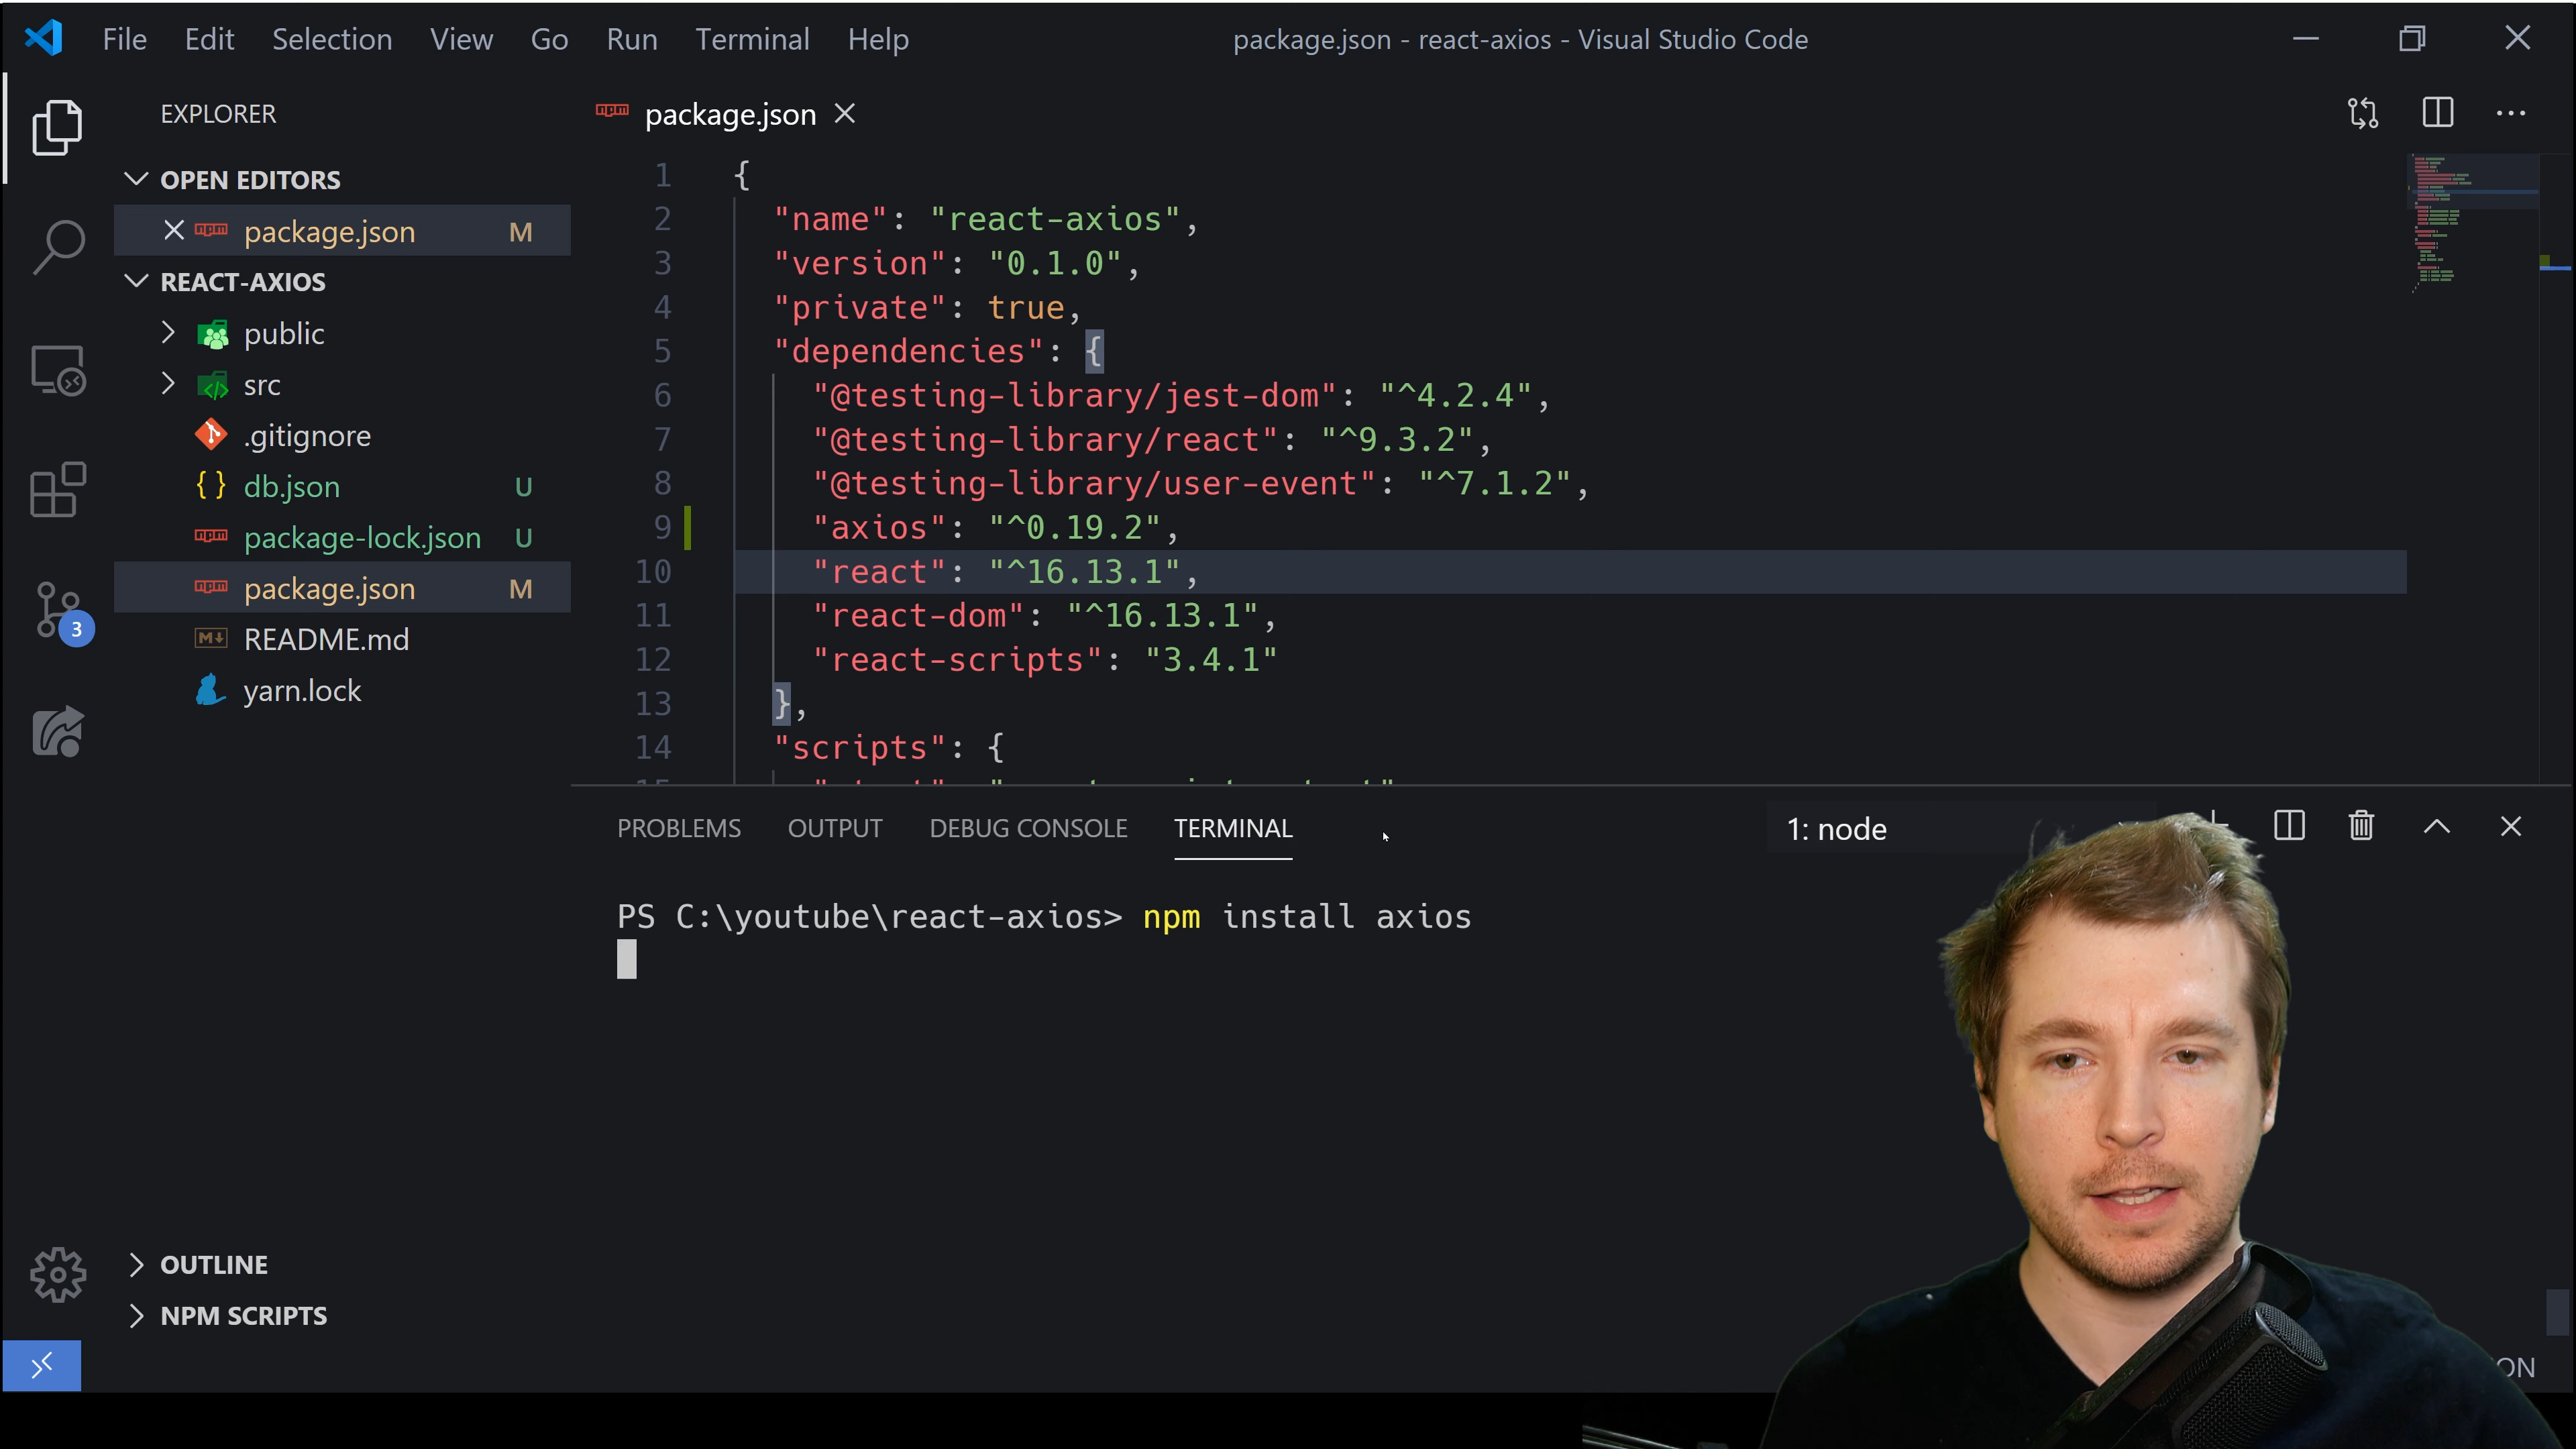 File Edit Selection View Go Run Terminal Help
package.json - react-axios - Visual Studio Code
EXPLORER
OPEN EDITORS
package.json M
REACT-AXIOS
public
src
.gitignore
db.json U
package-lock.json U
package.json M
README.md
yarn.lock
OUTLINE
NPM SCRIPTS
3
package.json
1 {
2 "name": "react-axios",
3 "version": "0.1.0",
4 "private": true,
5 "dependencies": {
6 "@testing-library/jest-dom": "^4.2.4",
7 "@testing-library/react": "^9.3.2",
8 "@testing-library/user-event": "^7.1.2",
9 "axios": "^0.19.2",
10 "react": "^16.13.1",
11 "react-dom": "^16.13.1",
12 "react-scripts": "3.4.1"
13 },
14 "scripts": {
PROBLEMS OUTPUT DEBUG CONSOLE TERMINAL
1: node
PS C:\youtube\react-axios> npm install axios